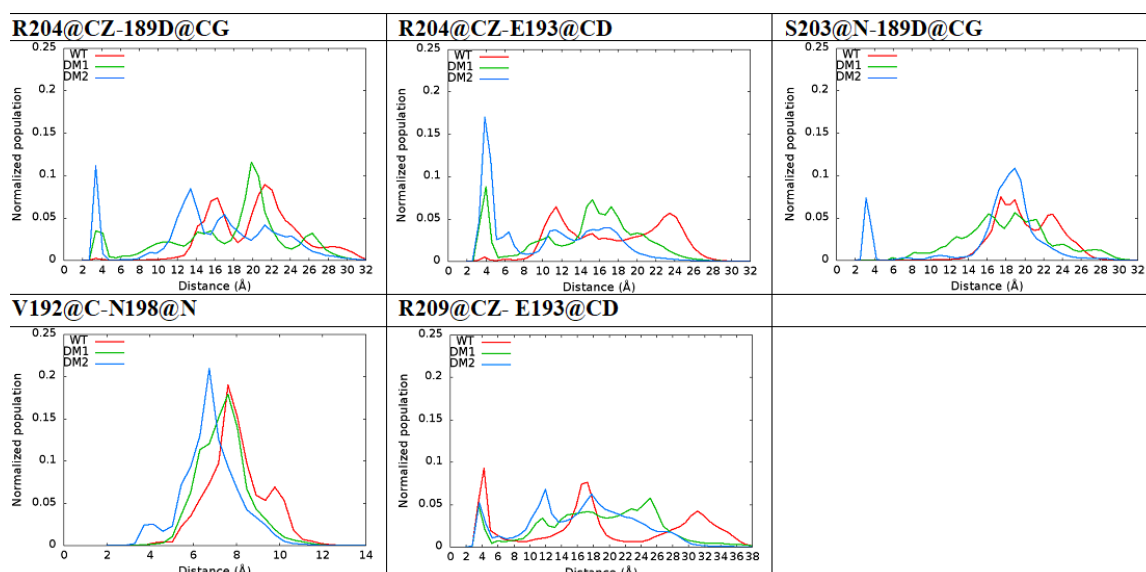 R204@CZ-189D@CG
R204@CZ-E193@CD
S203@N-189D@CG
0.25
0.2
0.15
0.1
0.05
0
WT
DM1
DM2
Normalized population
0 2 4 6 8 10 12 14 16 18 20 22 24 26 28 30 32
Distance (Å)
0.25
0.2
0.15
0.1
0.05
0
WT
DM1
DM2
Normalized population
0 2 4 6 8 10 12 14 16 18 20 22 24 26 28 30 32
Distance (Å)
0.25
0.2
0.15
0.1
0.05
0
WT
DM1
DM2
Normalized population
0 2 4 6 8 10 12 14 16 18 20 22 24 26 28 30 32
Distance (Å)
V192@C-N198@N
R209@CZ- E193@CD
0.25
0.2
0.15
0.1
0.05
0
WT
DM1
DM2
Normalized population
0 2 4 6 8 10 12 14
Distance (Å)
0.25
0.2
0.15
0.1
0.05
0
WT
DM1
DM2
Normalized population
0 2 4 6 8 10 12 14 16 18 20 22 24 26 28 30 32 34 36 38
Distance (Å)